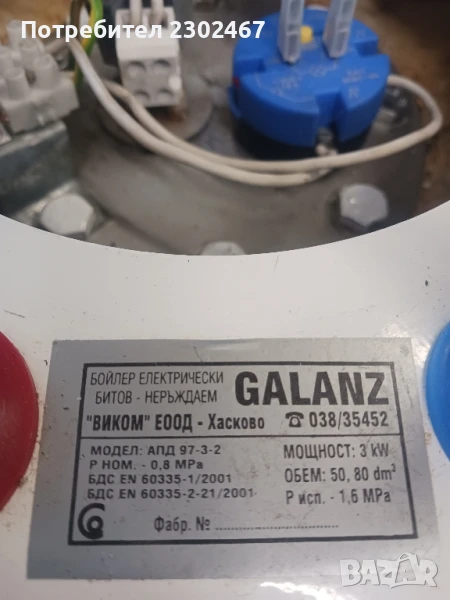 Потребител 2302467
БОЙЛЕР ЕЛЕКТРИЧЕСКИ
БИТОВ - НЕРЪЖДАЕМ
GALANZ
"ВИКОМ" ЕООД - Хасково ☎ 038/35452
МОДЕЛ: АПД 97-3-2
МОЩНОСТ: 3 kW
Р НОМ. - 0,8 MPa
ОБЕМ: 50, 80 dm³
БДС EN 60335-1/2001
БДС EN 60335-2-21/2001
Р исп. - 1,6 MPa
Фабр. №
BAZAR